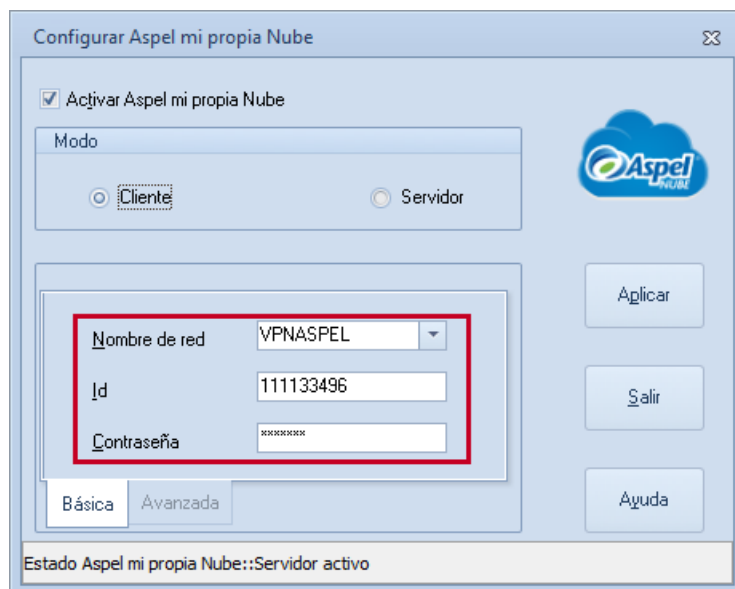 Configurar Aspel mi propia Nube
Activar Aspel mi propia Nube
Modo
Cliente
Servidor
Aspel
NUBE
Nombre de red VPNASPEL
Id 111133496
Contraseña *******
Básica Avanzada
Aplicar
Salir
Ayuda
Estado Aspel mi propia Nube::Servidor activo